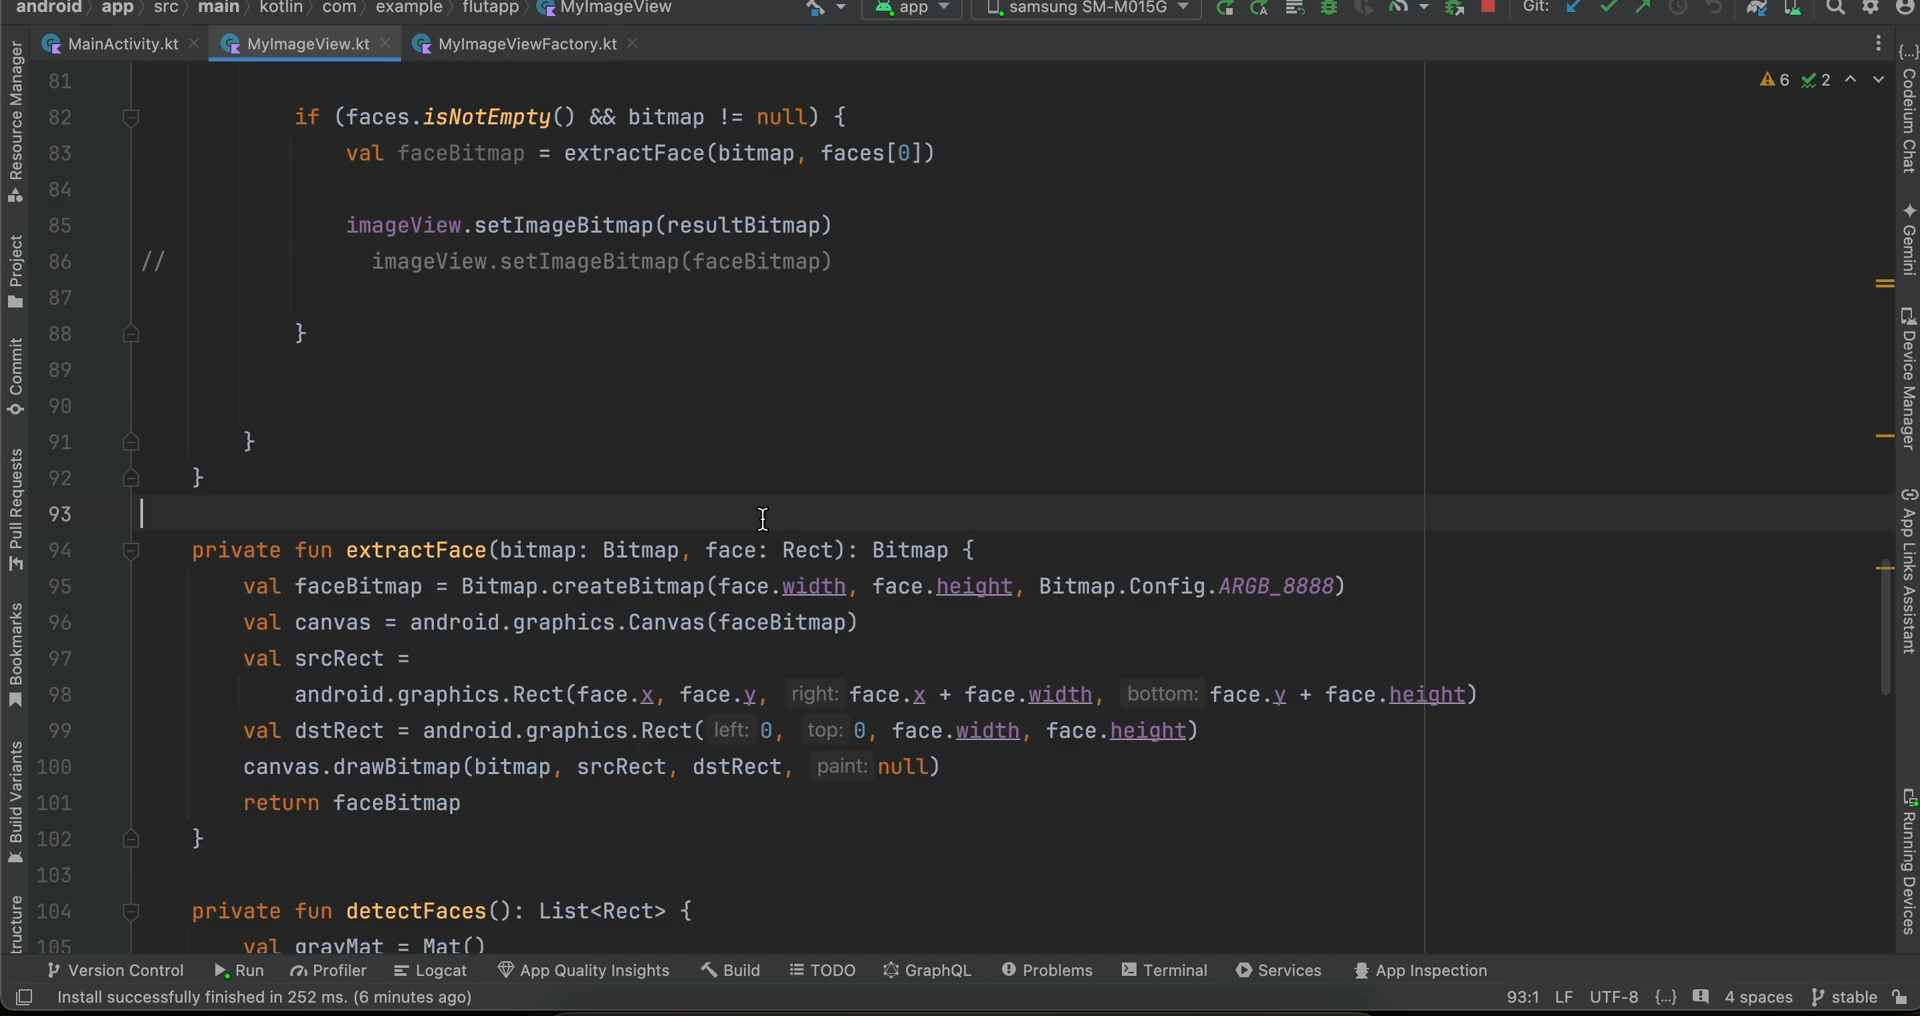 android app src main kotlin com example flutapp MyImageView app samsung SM-M015G Git:
MainActivity.kt MyImageView.kt MyImageViewFactory.kt
81
82 if (faces.isNotEmpty() && bitmap != null) {
83 val faceBitmap = extractFace(bitmap, faces[0])
84
85 imageView.setImageBitmap(resultBitmap)
86 // imageView.setImageBitmap(faceBitmap)
87
88 }
89
90
91 }
92 }
93
94 private fun extractFace(bitmap: Bitmap, face: Rect): Bitmap {
95 val faceBitmap = Bitmap.createBitmap(face.width, face.height, Bitmap.Config.ARGB_8888)
96 val canvas = android.graphics.Canvas(faceBitmap)
97 val srcRect =
98 android.graphics.Rect(face.x, face.y, right: face.x + face.width, bottom: face.y + face.height)
99 val dstRect = android.graphics.Rect( left: 0, top: 0, face.width, face.height)
100 canvas.drawBitmap(bitmap, srcRect, dstRect, paint: null)
101 return faceBitmap
102 }
103
104 private fun detectFaces(): List<Rect> {
105 val grayMat = Mat()
6 2
Resource Manager
Project
Commit
Pull Requests
Bookmarks
Build Variants
tructure
{...} Codeium Chat
Gemini
Device Manager
App Links Assistant
Running Devices
Version Control Run Profiler Logcat App Quality Insights Build TODO GraphQL Problems Terminal Services App Inspection
Install successfully finished in 252 ms. (6 minutes ago) 93:1 LF UTF-8 {...} 4 spaces stable